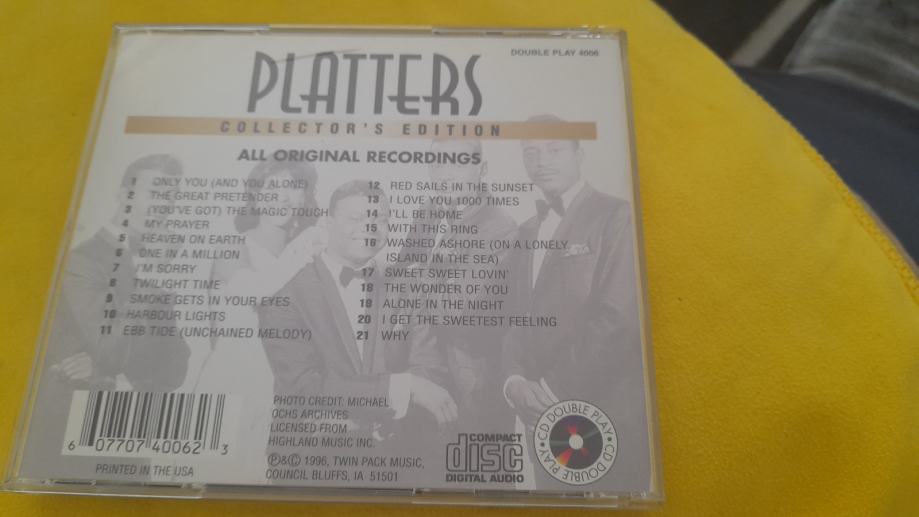 DOUBLE PLAY 4006
PLATTERS
COLLECTOR'S EDITION
ALL ORIGINAL RECORDINGS
1 ONLY YOU (AND YOU ALONE)
2 THE GREAT PRETENDER
3 (YOU'VE GOT) THE MAGIC TOUCH
4 MY PRAYER
5 HEAVEN ON EARTH
6 ONE IN A MILLION
7 I'M SORRY
8 TWILIGHT TIME
9 SMOKE GETS IN YOUR EYES
10 HARBOUR LIGHTS
11 EBB TIDE (UNCHAINED MELODY)
12 RED SAILS IN THE SUNSET
13 I LOVE YOU 1000 TIMES
14 I'LL BE HOME
15 WITH THIS RING
16 WASHED ASHORE (ON A LONELY
ISLAND IN THE SEA)
17 SWEET SWEET LOVIN'
18 THE WONDER OF YOU
19 ALONE IN THE NIGHT
20 I GET THE SWEETEST FEELING
21 WHY
6 07707 40062 3
PRINTED IN THE USA
PHOTO CREDIT: MICHAEL
OCHS ARCHIVES
LICENSED FROM
HIGHLAND MUSIC INC.
℗&© 1996, TWIN PACK MUSIC,
COUNCIL BLUFFS, IA 51501
COMPACT
disc
DIGITAL AUDIO
CD DOUBLE PLAY • CD DOUBLE PLAY •